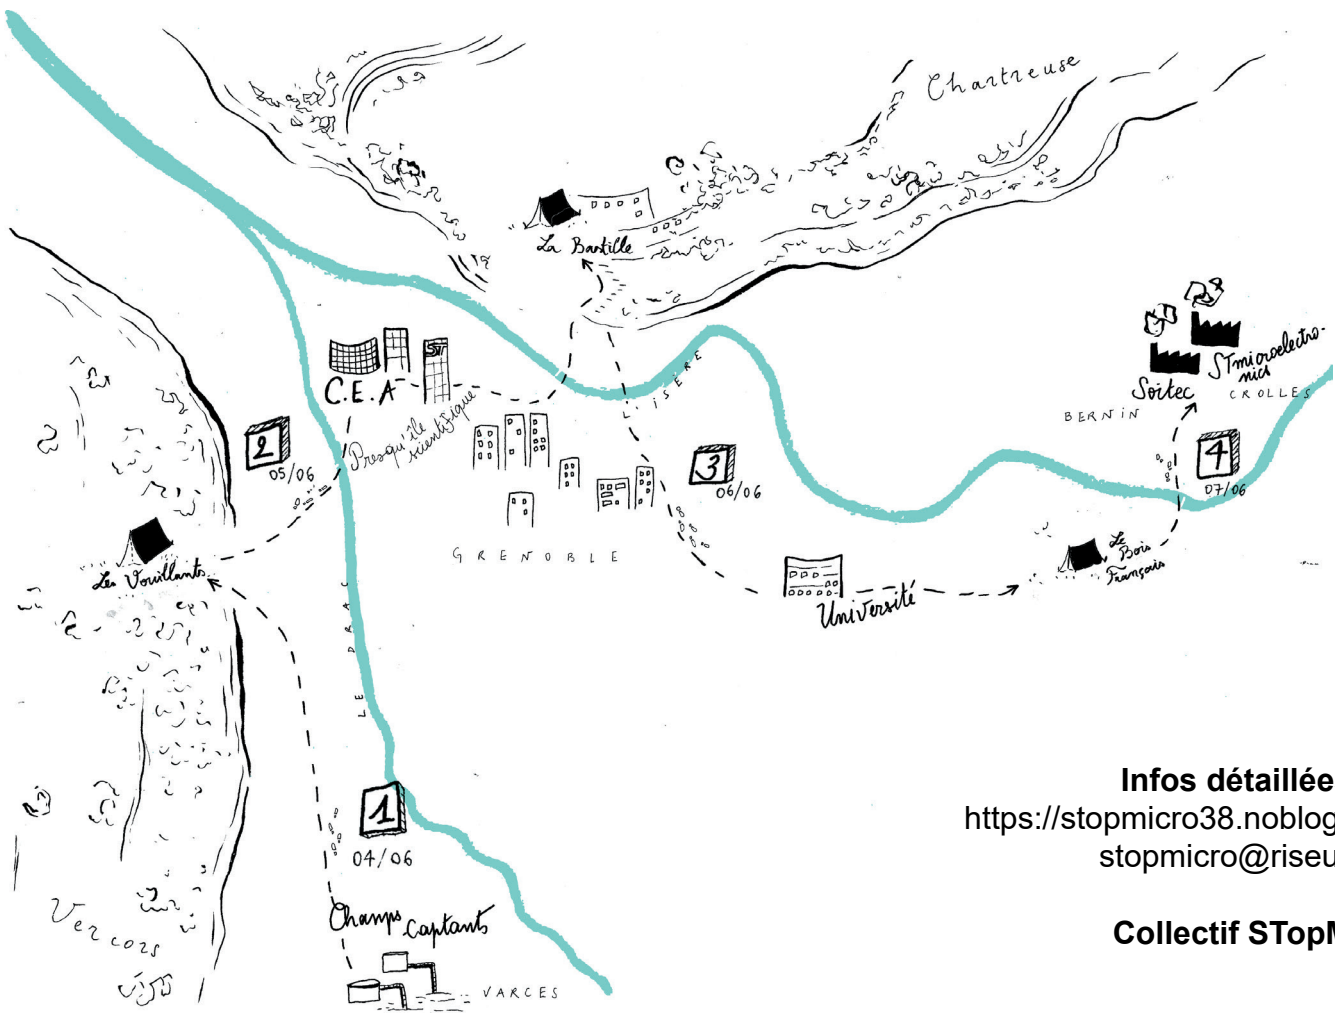 Chartreuse
La Bastille
ST
C.E.A
Presqu'île
scientifique
L'ISÈRE
STmicroelectro-
nics
Soitec
CROLLES
BERNIN
2
05/06
3
06/06
4
07/06
GRENOBLE
Les Vouillants
Le
Bois
Français
Université
LE DRAC
1
04/06
Infos détaillée
https://stopmicro38.noblog
stopmicro@riseu
Collectif STopM
Champs
Captants
Vercors
VARCES